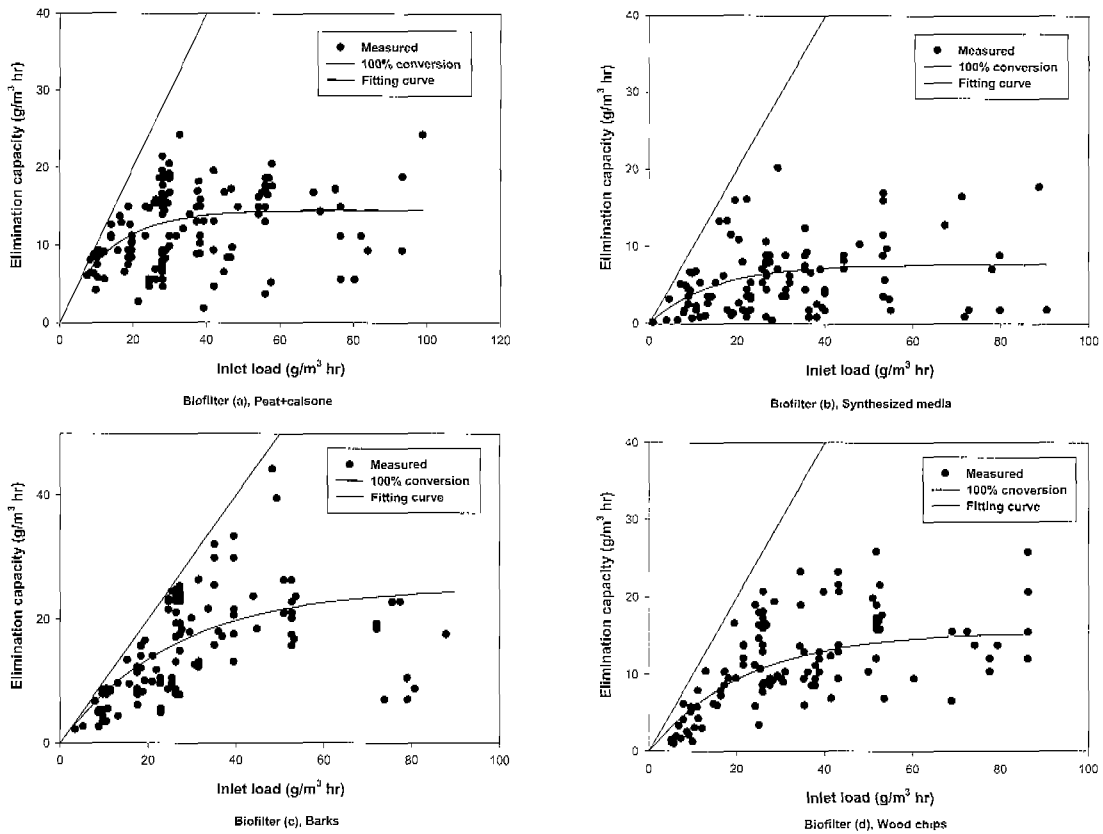 40
30
20
10
0
Elimination capacity (g/m³ hr)
Measured
100% conversion
Fitting curve
0 20 40 60 80 100 120
Inlet load (g/m³ hr)
Biofilter (a), Peat+calsone
40
30
20
10
0
Elimination capacity (g/m³ hr)
Measured
100% conversion
Fitting curve
0 20 40 60 80 100
Inlet load (g/m³ hr)
Biofilter (b), Synthesized media
40
20
0
Elimination capacity (g/m³ hr)
Measured
100% conversion
Fitting curve
0 20 40 60 80 100
Inlet load (g/m³ hr)
Biofilter (c), Barks
40
30
20
10
0
Elimination capacity (g/m³ hr)
Measured
100% cnoversion
Fitting curve
0 20 40 60 80 100
Inlet load (g/m³ hr)
Biofilter (d), Wood chips